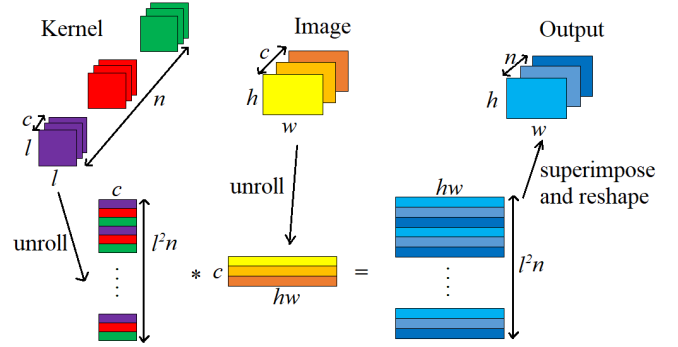 Kernel
Image
Output
c
l
l
n
c
h
w
n
h
w
unroll
unroll
superimpose
and reshape
c
l²n
*
c
hw
=
hw
l²n